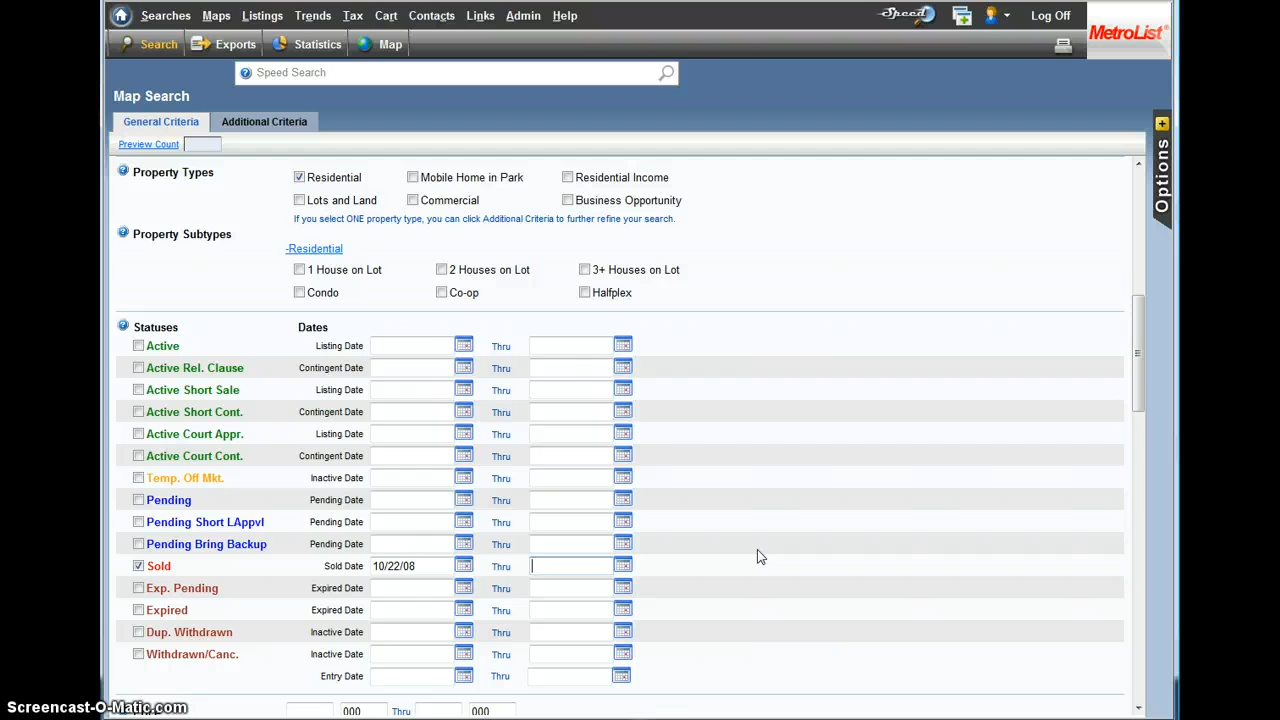 Searches Maps Listings Trends Tax Cart Contacts Links Admin Help Speed Log Off MetroList
Search Exports Statistics Map
Speed Search
Map Search
General Criteria Additional Criteria
Preview Count
Property Types Residential Mobile Home in Park Residential Income
Lots and Land Commercial Business Opportunity
If you select ONE property type, you can click Additional Criteria to further refine your search.
Property Subtypes
-Residential
1 House on Lot 2 Houses on Lot 3+ Houses on Lot
Condo Co-op Halfplex
Statuses Dates
Active Listing Date Thru
Active Rel. Clause Contingent Date Thru
Active Short Sale Listing Date Thru
Active Short Cont. Contingent Date Thru
Active Court Appr. Listing Date Thru
Active Court Cont. Contingent Date Thru
Temp. Off Mkt. Inactive Date Thru
Pending Pending Date Thru
Pending Short LAppvl Pending Date Thru
Pending Bring Backup Pending Date Thru
Sold Sold Date 10/22/08 Thru
Exp. Pending Expired Date Thru
Expired Expired Date Thru
Dup. Withdrawn Inactive Date Thru
Withdrawn/Canc. Inactive Date Thru
Entry Date Thru
000 Thru 000
Options
Screencast-O-Matic.com